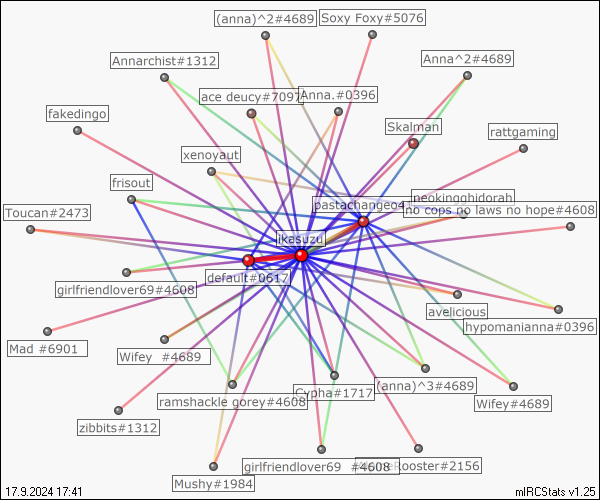 (anna)^2#4689
Soxy Foxy#5076
Annarchist#1312
Anna^2#4689
ace deucy#7097
Anna.#0396
fakedingo
Skalman
rattgaming
xenoyaut
frisout
neokingghidorah
pastachandeo4
no cops no laws no hope#4608
Toucan#2473
ikasuzu
default#0617
girlfriendlover69#4608
avelicious
hypomanianna#0396
Mad #6901
Wifey #4689
(anna)^3#4689
Cypha#1717
ramshackle gorey#4608
Wifey#4689
zibbits#1312
girlfriendlover69 #4608
Rooster#2156
Mushy#1984
17.9.2024 17:41
mIRCStats v1.25